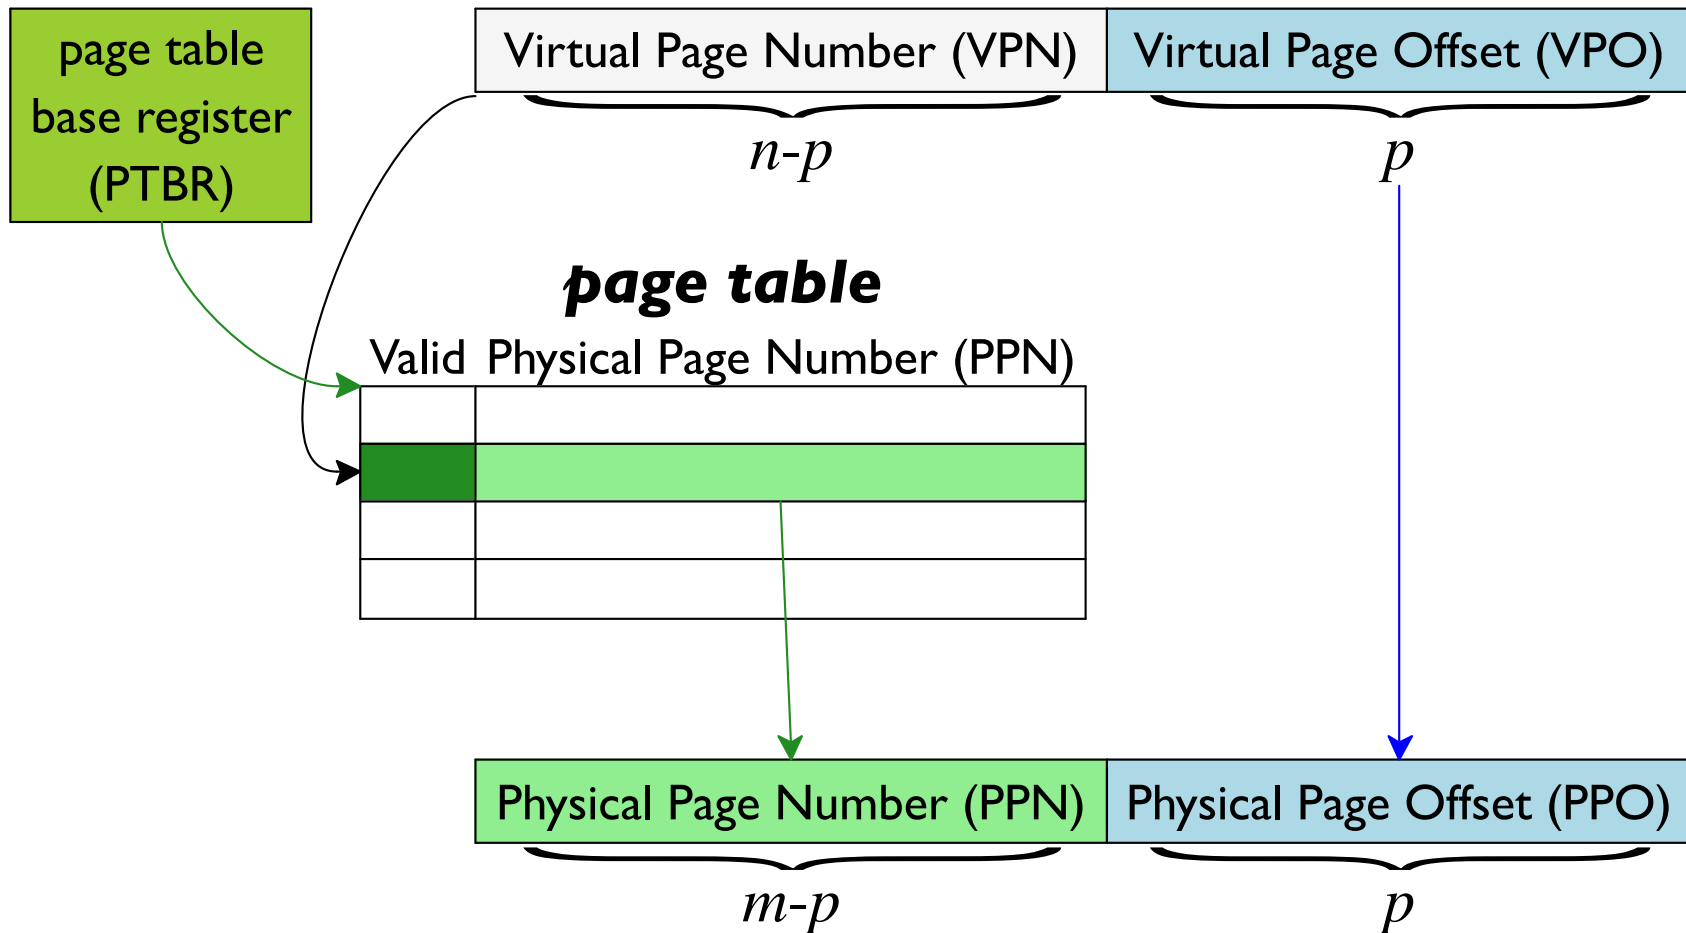 page table
base register
(PTBR)
Virtual Page Number (VPN)
Virtual Page Offset (VPO)
n-p
p
page table
Valid
Physical Page Number (PPN)
Physical Page Number (PPN)
Physical Page Offset (PPO)
m-p
p